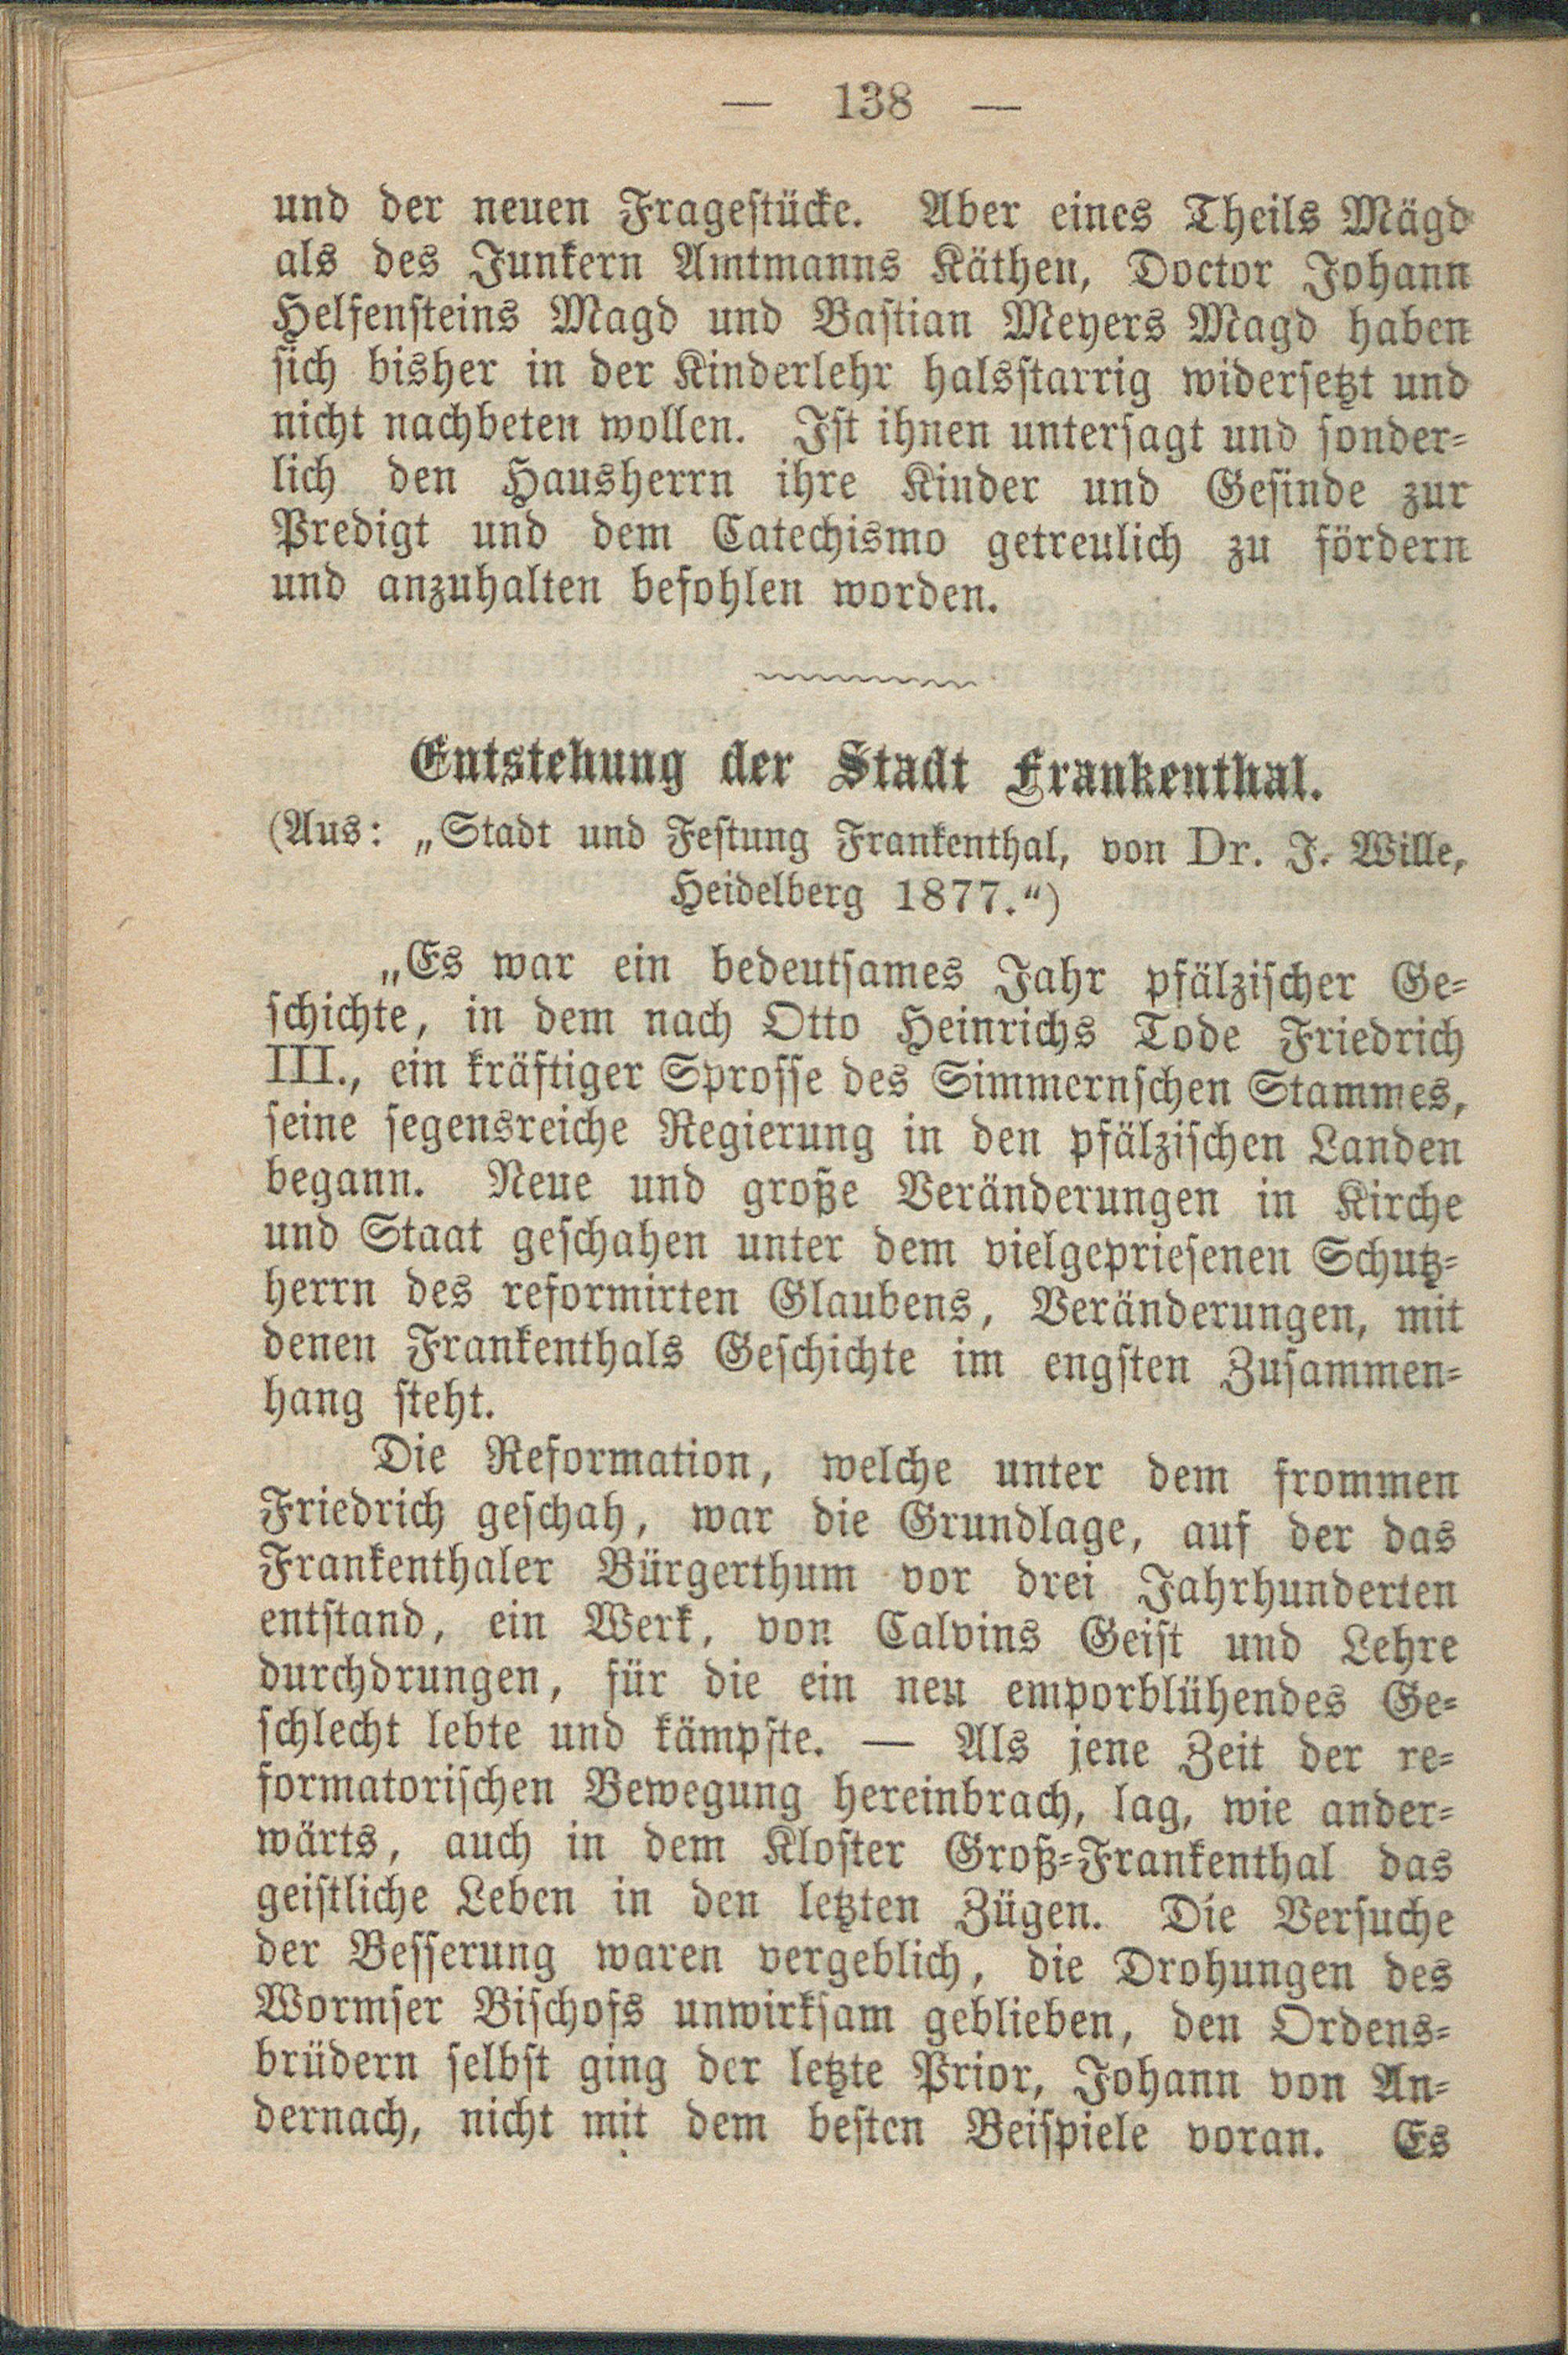 — 138 —
und der neuen Fragestücke. Aber eines Theils Mägd
als des Junkern Amtmanns Käthen, Doctor Johann
Helfensteins Magd und Bastian Meyers Magd haben
sich bisher in der Kinderlehr halsstarrig widersetzt und
nicht nachbeten wollen. Ist ihnen untersagt und sonder-
lich den Hausherrn ihre Kinder und Gesinde zur
Predigt und dem Catechismo getreulich zu fördern
und anzuhalten befohlen worden.
Entstehung der Stadt Frankenthal.
(Aus: „Stadt und Festung Frankenthal, von Dr. J. Wille,
Heidelberg 1877.“)
„Es war ein bedeutsames Jahr pfälzischer Ge-
schichte, in dem nach Otto Heinrichs Tode Friedrich
III., ein kräftiger Sprosse des Simmernschen Stammes,
seine segensreiche Regierung in den pfälzischen Landen
begann. Neue und große Veränderungen in Kirche
und Staat geschahen unter dem vielgepriesenen Schutz-
herrn des reformirten Glaubens, Veränderungen, mit
denen Frankenthals Geschichte im engsten Zusammen-
hang steht.
Die Reformation, welche unter dem frommen
Friedrich geschah, war die Grundlage, auf der das
Frankenthaler Bürgerthum vor drei Jahrhunderten
entstand, ein Werk, von Calvins Geist und Lehre
durchdrungen, für die ein neu emporblühendes Ge-
schlecht lebte und kämpfte. — Als jene Zeit der re-
formatorischen Bewegung hereinbrach, lag, wie ander-
wärts, auch in dem Kloster Groß-Frankenthal das
geistliche Leben in den letzten Zügen. Die Versuche
der Besserung waren vergeblich, die Drohungen des
Wormser Bischofs unwirksam geblieben, den Ordens-
brüdern selbst ging der letzte Prior, Johann von An-
dernach, nicht mit dem besten Beispiele voran. Es